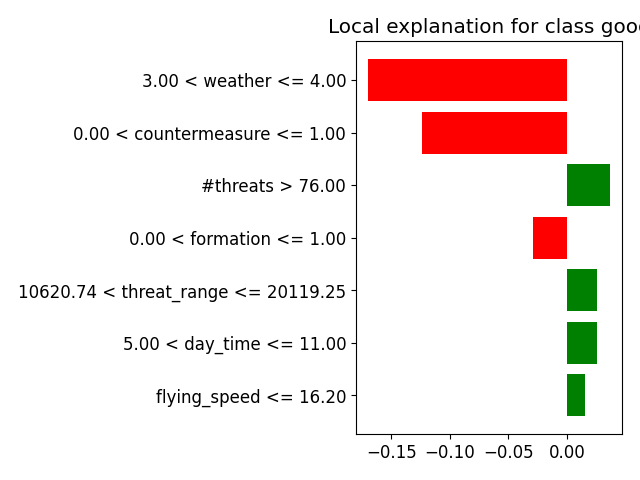 Local explanation for class good
3.00 < weather <= 4.00
0.00 < countermeasure <= 1.00
#threats > 76.00
0.00 < formation <= 1.00
10620.74 < threat_range <= 20119.25
5.00 < day_time <= 11.00
flying_speed <= 16.20
−0.15 −0.10 −0.05 0.00